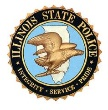 ILLINOIS STATE POLICE
INTEGRITY • SERVICE • PRIDE